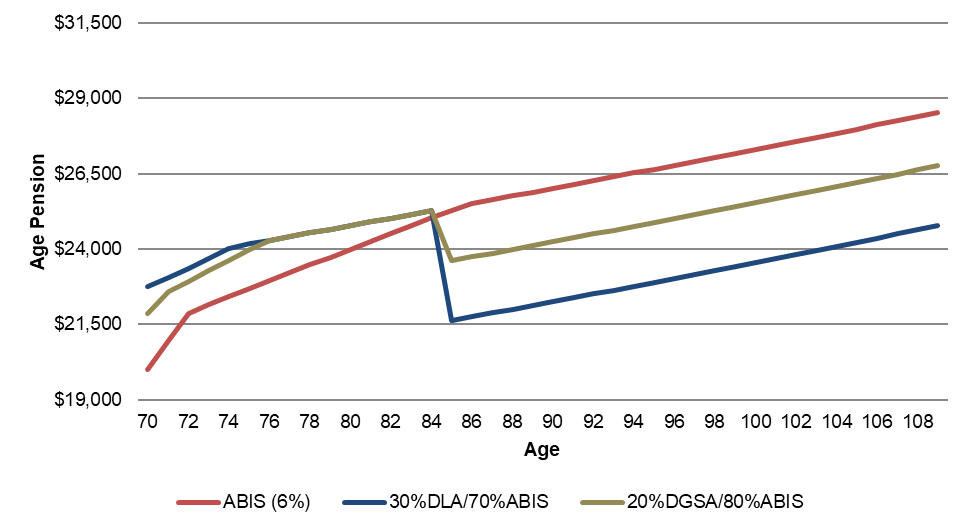 $31,500
$29,000
$26,500
$24,000
$21,500
$19,000
Age Pension
70 72 74 76 78 80 82 84 86 88 90 92 94 96 98 100 102 104 106 108
Age
ABIS (6%) 30%DLA/70%ABIS 20%DGSA/80%ABIS